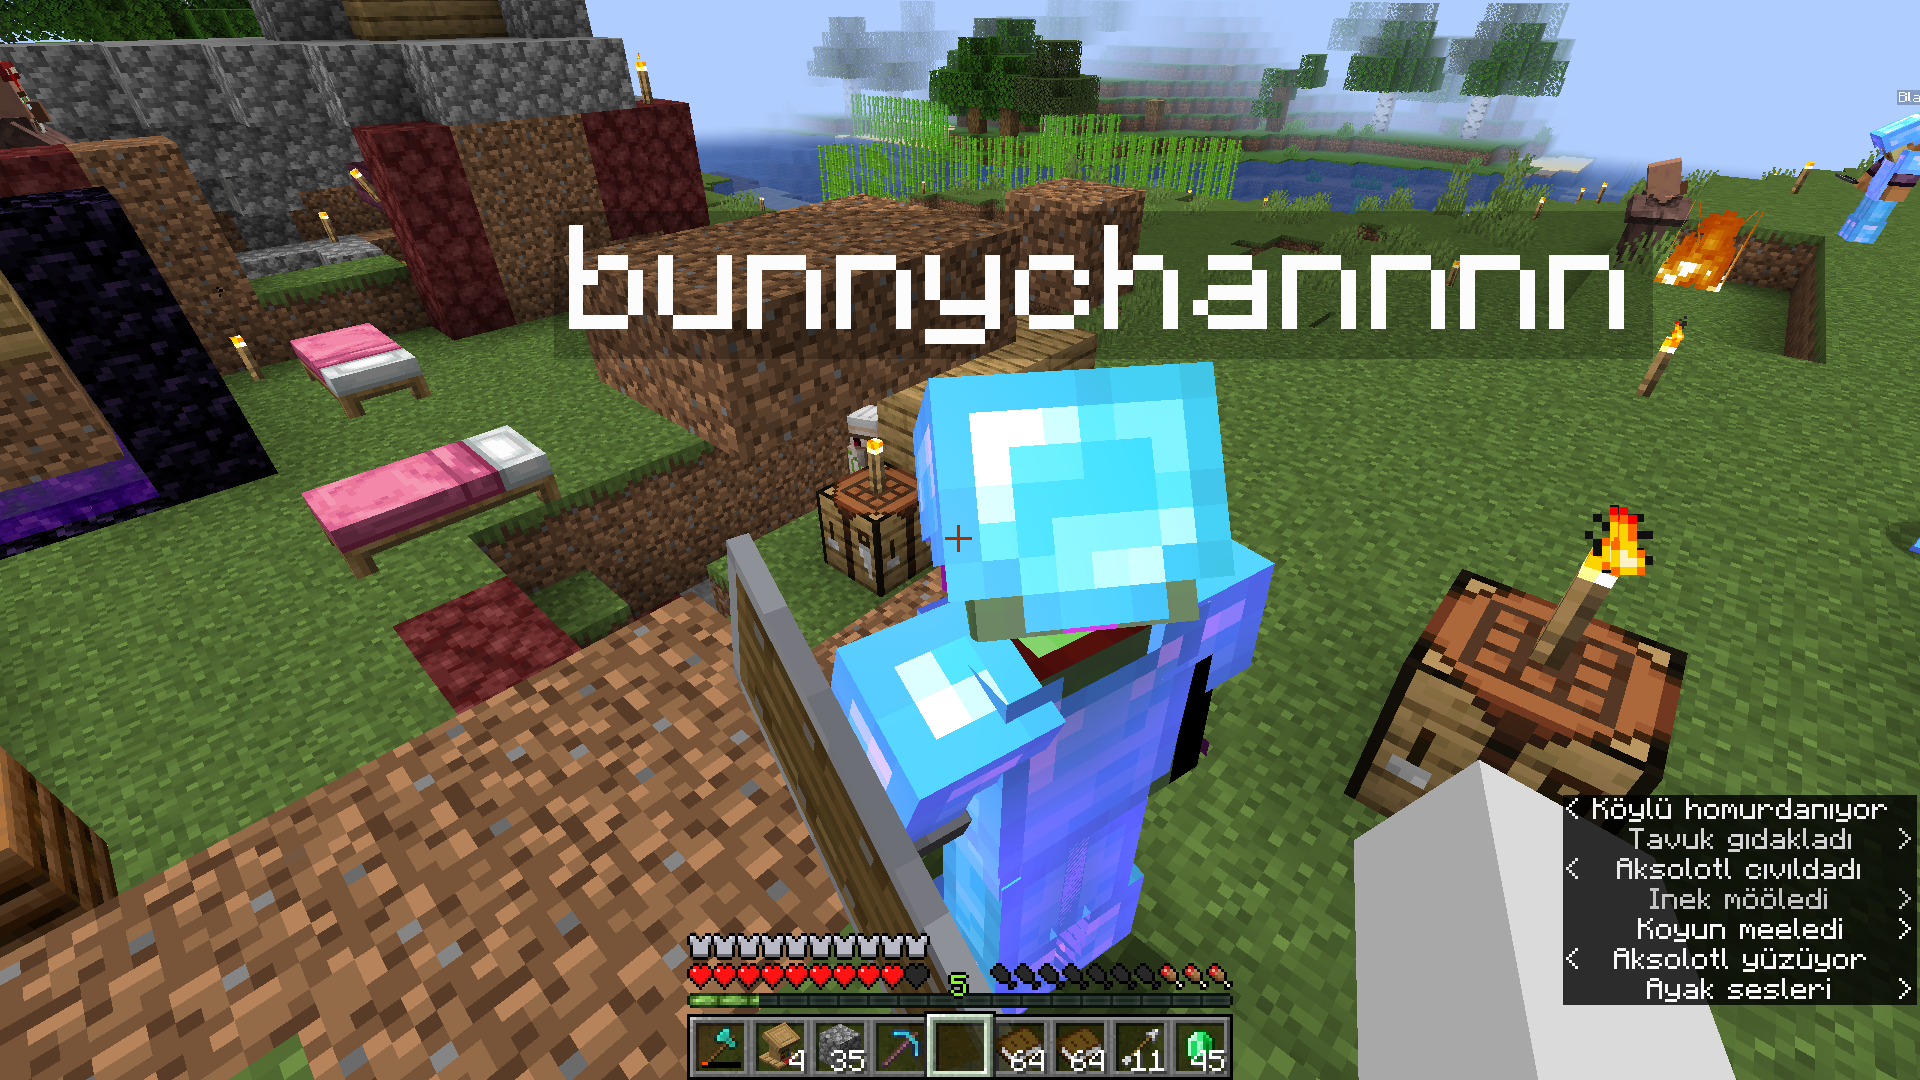 Bla
bunnychannnn
< Köylü homurdanıyor
Tavuk gıdakladı >
< Aksolotl cıvıldadı
İnek mööledi >
Koyun meeledi >
< Aksolotl yüzüyor
Ayak sesleri >
5
4 35 64 64 11 45